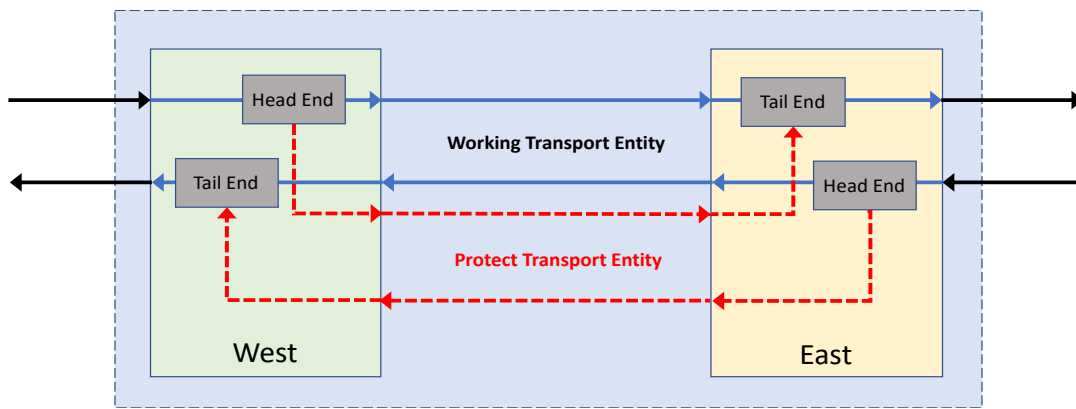 Head End
Tail End
Working Transport Entity
Tail End
Head End
Protect Transport Entity
West
East